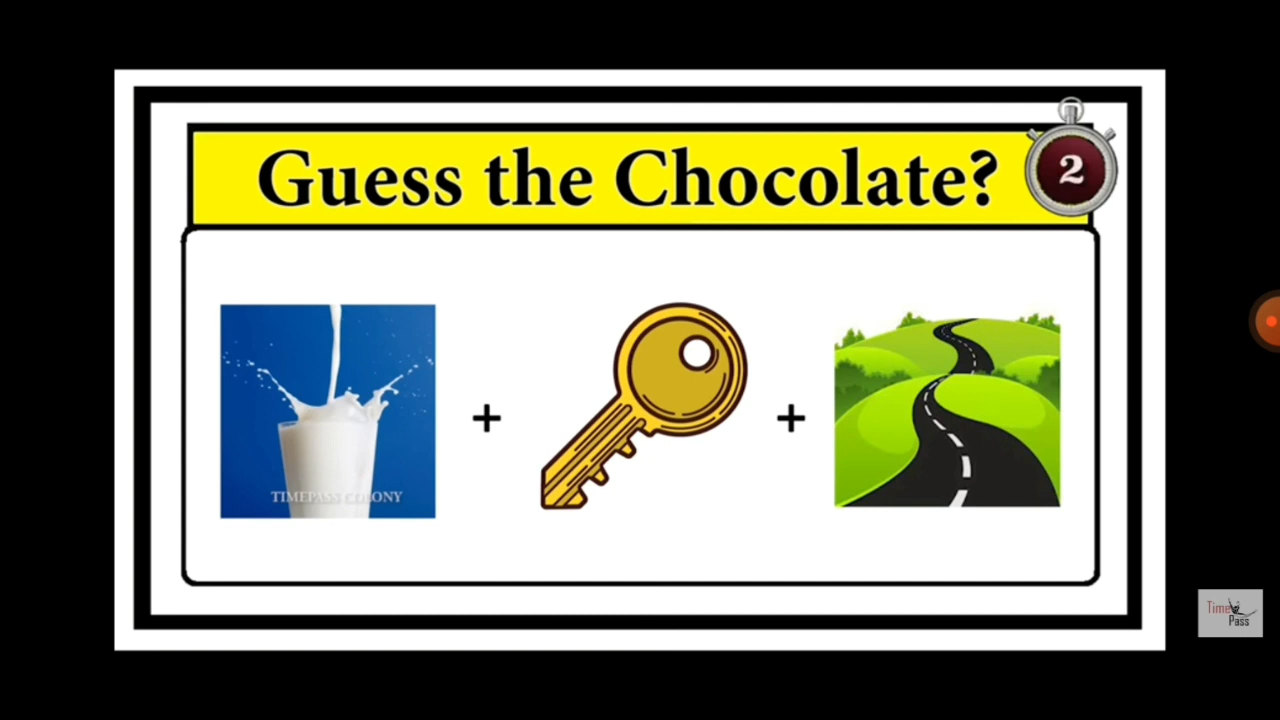 Guess the Chocolate?
2
+
+
TIMEPASS COLONY
Time
Pass